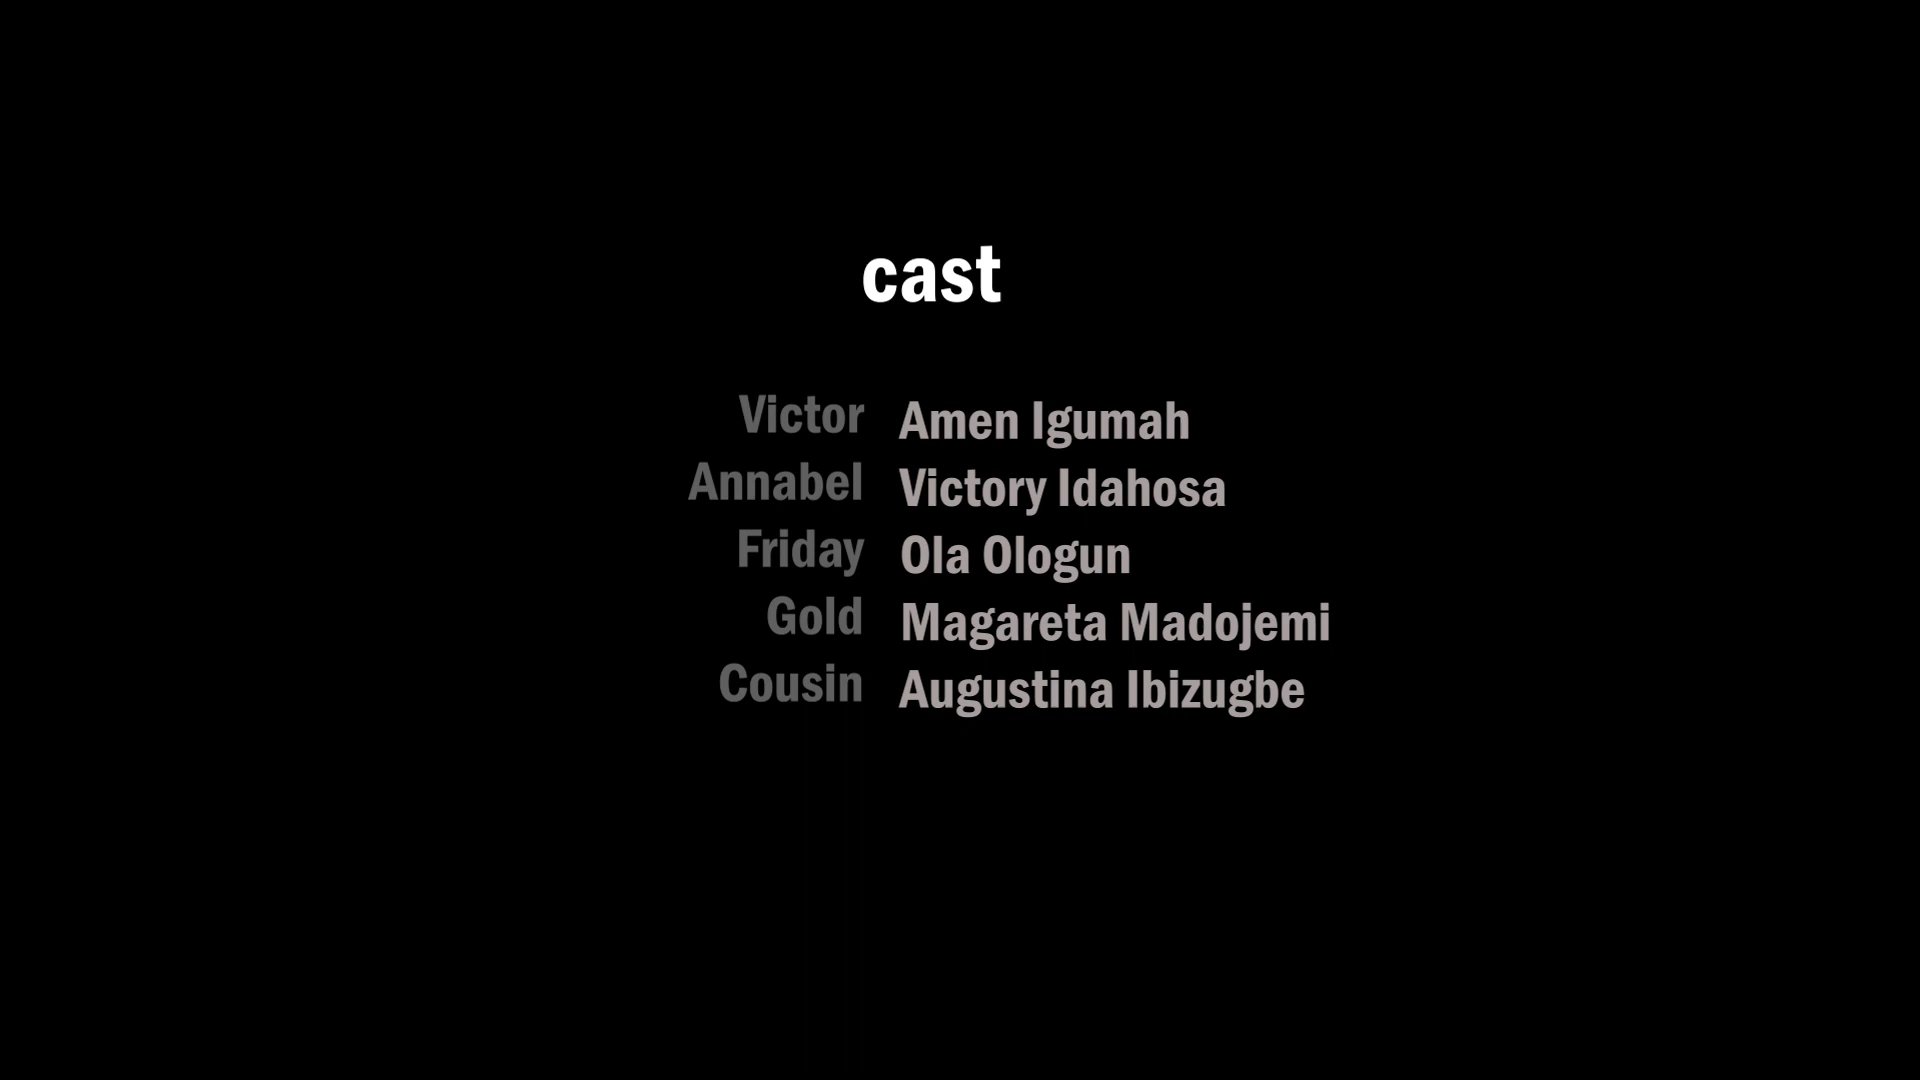 cast
Victor Amen Igumah
Annabel Victory Idahosa
Friday Ola Ologun
Gold Magareta Madojemi
Cousin Augustina Ibizugbe